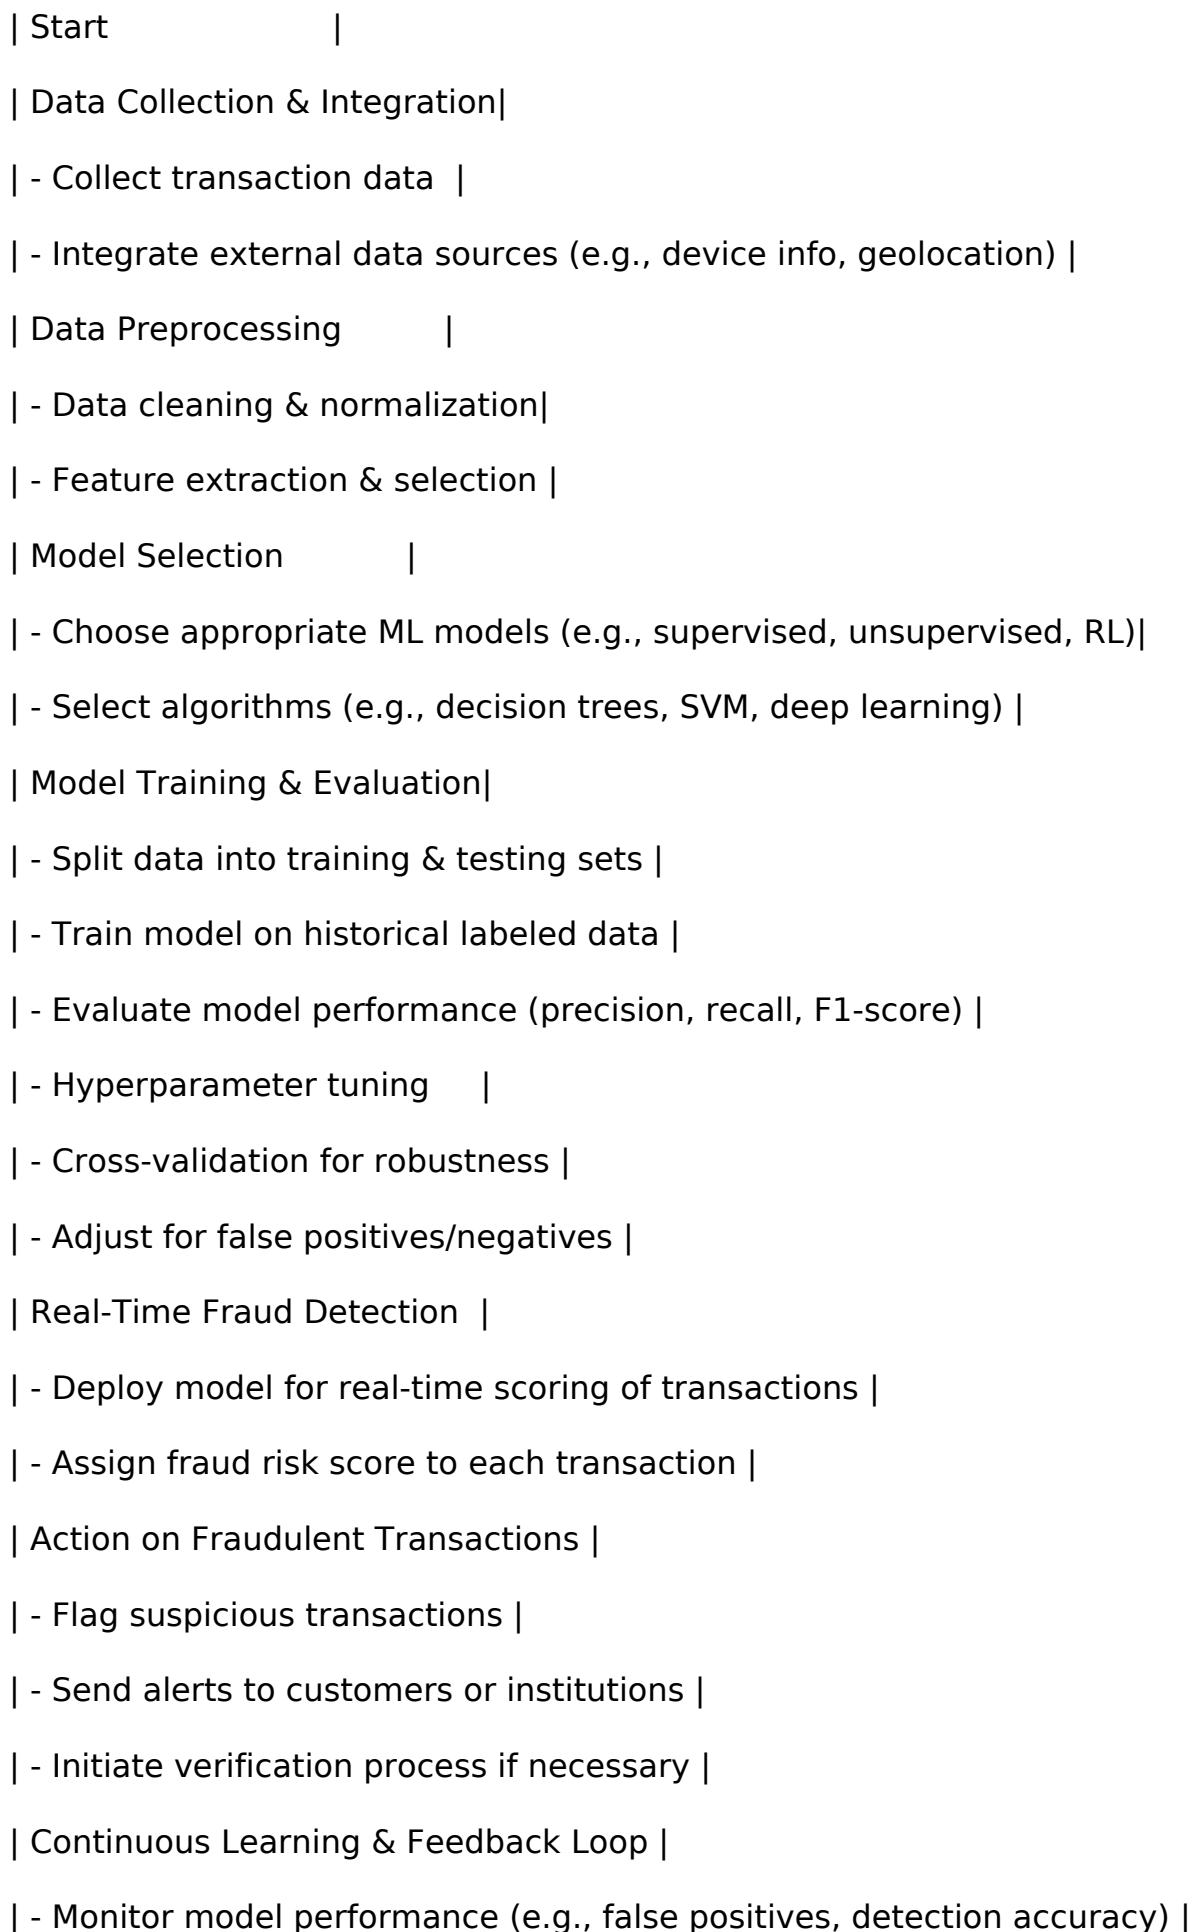 | Start                      |
| Data Collection & Integration|
| - Collect transaction data  |
| - Integrate external data sources (e.g., device info, geolocation) |
| Data Preprocessing          |
| - Data cleaning & normalization|
| - Feature extraction & selection |
| Model Selection            |
| - Choose appropriate ML models (e.g., supervised, unsupervised, RL)|
| - Select algorithms (e.g., decision trees, SVM, deep learning) |
| Model Training & Evaluation|
| - Split data into training & testing sets |
| - Train model on historical labeled data |
| - Evaluate model performance (precision, recall, F1-score) |
| - Hyperparameter tuning     |
| - Cross-validation for robustness |
| - Adjust for false positives/negatives |
| Real-Time Fraud Detection  |
| - Deploy model for real-time scoring of transactions |
| - Assign fraud risk score to each transaction |
| Action on Fraudulent Transactions |
| - Flag suspicious transactions |
| - Send alerts to customers or institutions |
| - Initiate verification process if necessary |
| Continuous Learning & Feedback Loop |
| - Monitor model performance (e.g., false positives, detection accuracy) |